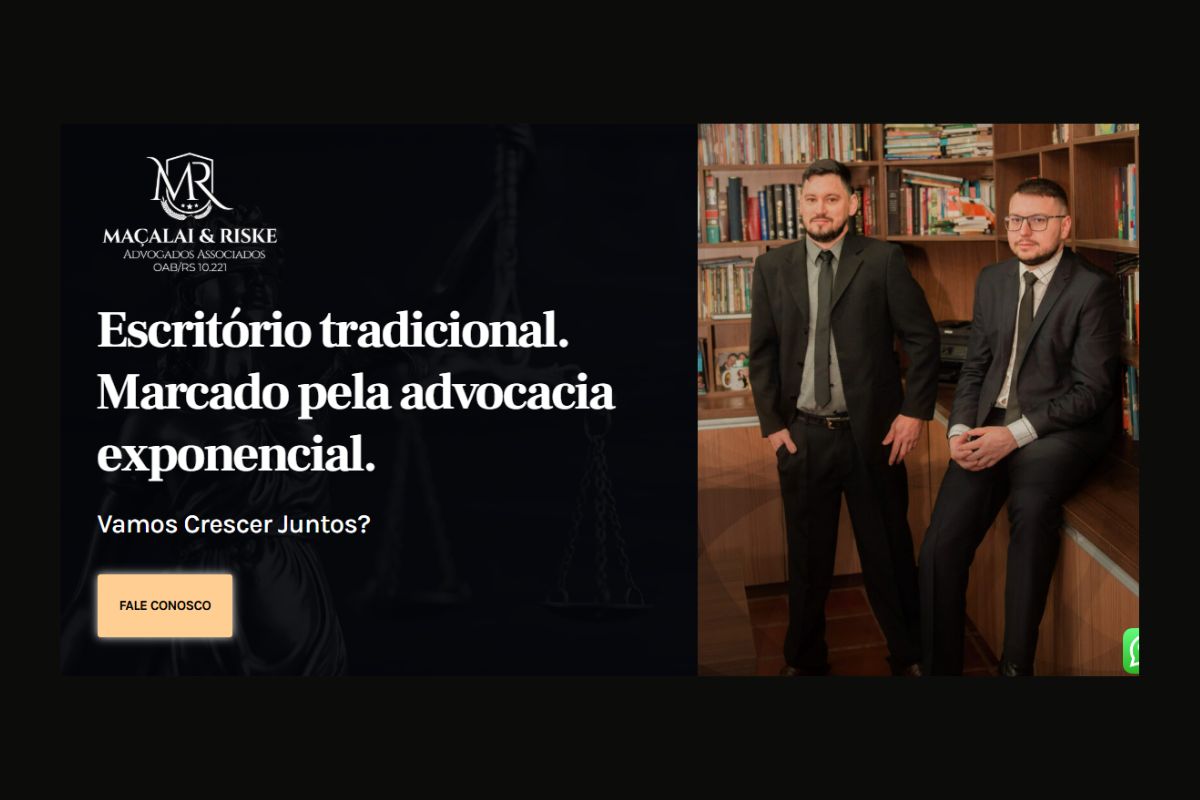 MR
MAÇALAI & RISKE
ADVOGADOS ASSOCIADOS
OAB/RS 10.221
Escritório tradicional.
Marcado pela advocacia
exponencial.
Vamos Crescer Juntos?
FALE CONOSCO